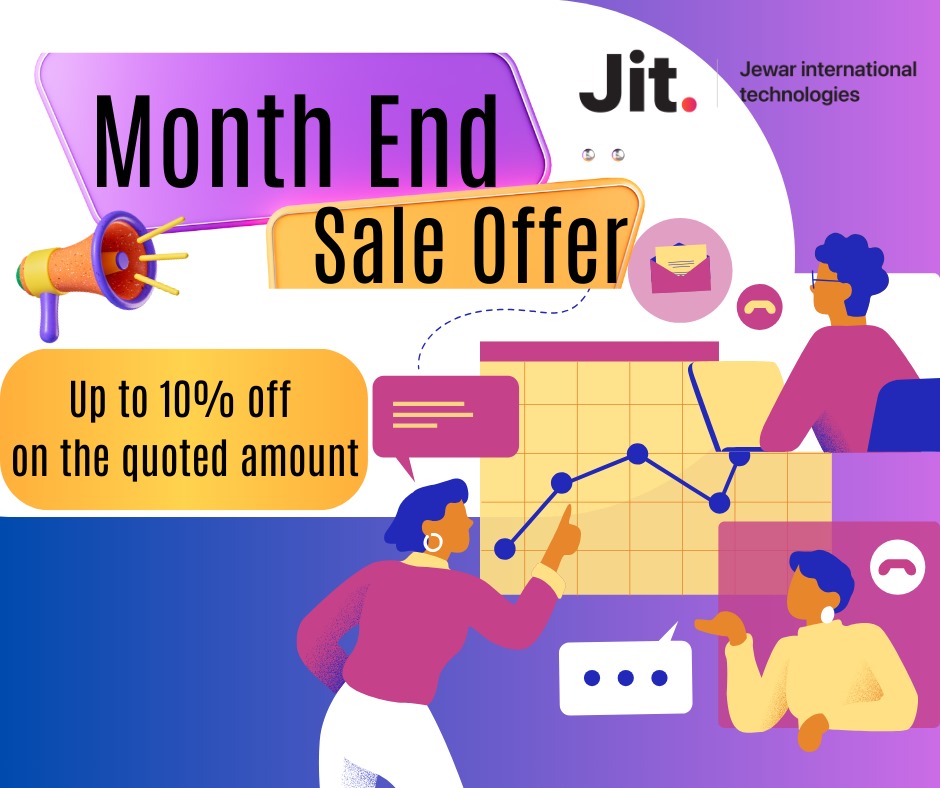 Month End
Sale Offer
Jit.
Jewar international
technologies
Up to 10% off
on the quoted amount